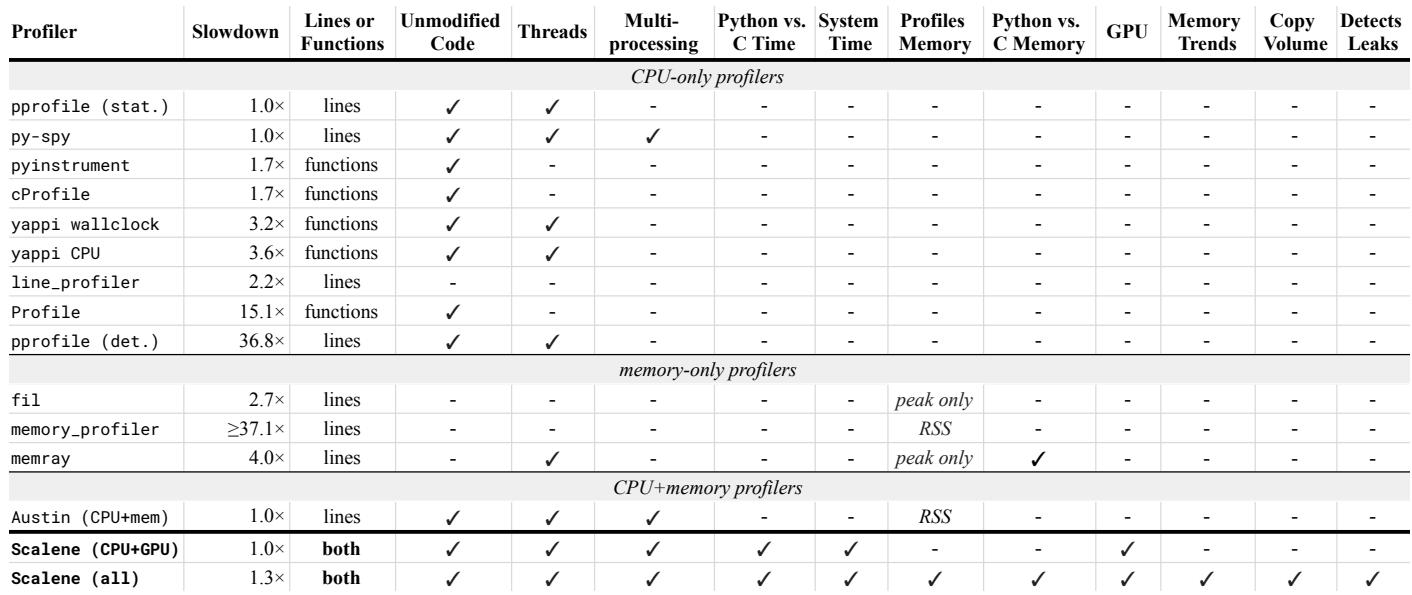 Profiler Slowdown Lines or Functions Unmodified Code Threads Multi-processing Python vs. C Time System Time Profiles Memory Python vs. C Memory GPU Memory Trends Copy Volume Detects Leaks
CPU-only profilers
pprofile (stat.) 1.0× lines ✓ ✓ - - - - - - - - -
py-spy 1.0× lines ✓ ✓ ✓ - - - - - - - -
pyinstrument 1.7× functions ✓ - - - - - - - - - -
cProfile 1.7× functions ✓ - - - - - - - - - -
yappi wallclock 3.2× functions ✓ ✓ - - - - - - - - -
yappi CPU 3.6× functions ✓ ✓ - - - - - - - - -
line_profiler 2.2× lines - - - - - - - - - - -
Profile 15.1× functions ✓ - - - - - - - - - -
pprofile (det.) 36.8× lines ✓ ✓ - - - - - - - - -
memory-only profilers
fil 2.7× lines - - - - - peak only - - - - -
memory_profiler ≥37.1× lines - - - - - RSS - - - - -
memray 4.0× lines - ✓ - - - peak only ✓ - - - -
CPU+memory profilers
Austin (CPU+mem) 1.0× lines ✓ ✓ ✓ - - RSS - - - - -
Scalene (CPU+GPU) 1.0× both ✓ ✓ ✓ ✓ ✓ - - ✓ - - -
Scalene (all) 1.3× both ✓ ✓ ✓ ✓ ✓ ✓ ✓ ✓ ✓ ✓ ✓